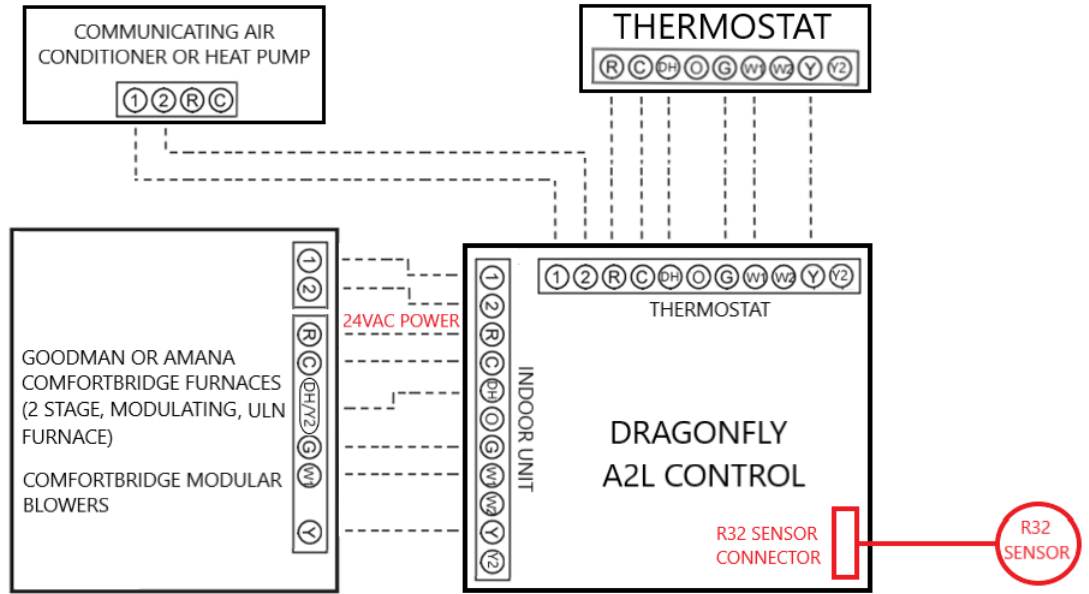 COMMUNICATING AIR
CONDITIONER OR HEAT PUMP
1 2 R C
THERMOSTAT
R C DH O G W1 W2 Y Y2
1
2
R
C
DH/Y2
G
W1
Y
GOODMAN OR AMANA
COMFORTBRIDGE FURNACES
(2 STAGE, MODULATING, ULN
FURNACE)
COMFORTBRIDGE MODULAR
BLOWERS
24VAC POWER
1
2
R
C
DH
O
G
W1
W2
Y
Y2
INDOOR UNIT
1 2 R C DH O G W1 W2 Y Y2
THERMOSTAT
DRAGONFLY
A2L CONTROL
R32 SENSOR
CONNECTOR
R32
SENSOR